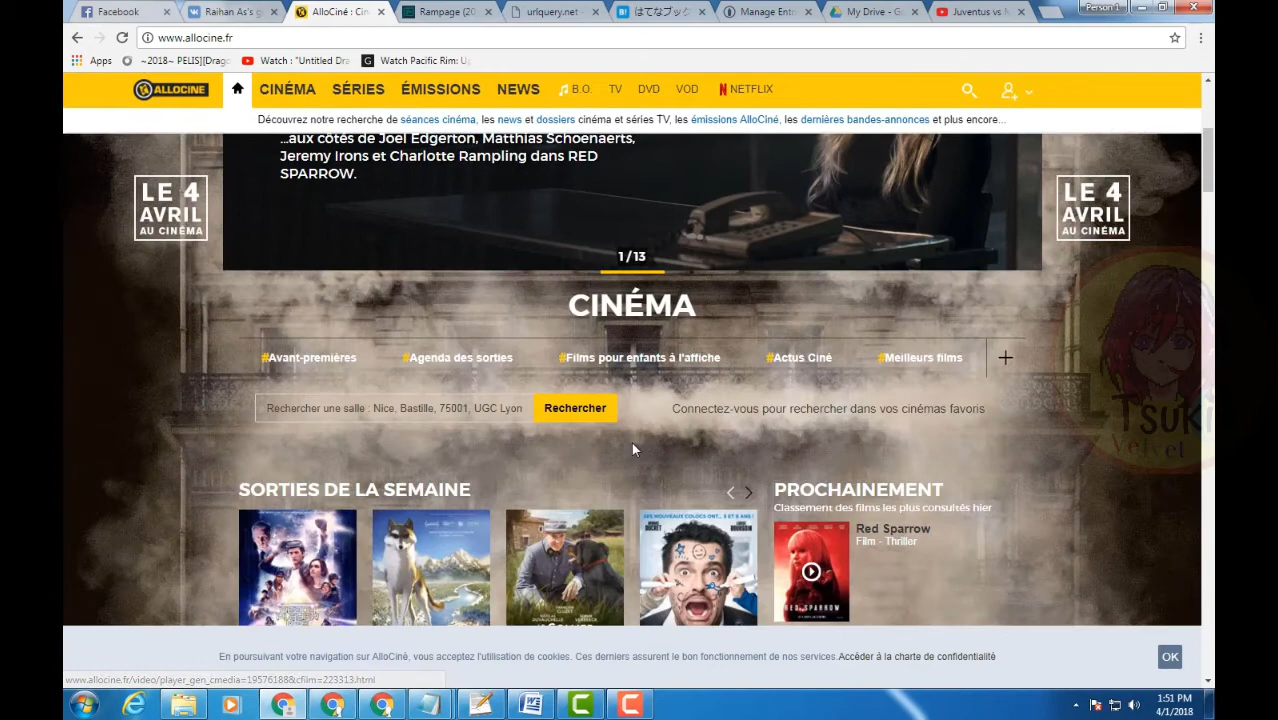 Person 1
Facebook
Raihan As's g
AlloCiné : Cin
Rampage (20
urlquery.net -
はてなブック
Manage Ento
My Drive - Go
Juventus vs M
www.allocine.fr
Apps
~2018~ PELIS][Drag
Watch : "Untitled Dra
Watch Pacific Rim: Up
ALLOCINE
CINÉMA
SÉRIES
ÉMISSIONS
NEWS
B.O.
TV
DVD
VOD
NETFLIX
Découvrez notre recherche de séances cinéma, les news et dossiers cinéma et séries TV, les émissions AlloCiné, les dernières bandes-annonces et plus encore...
...aux côtés de Joel Edgerton, Matthias Schoenaerts,
Jeremy Irons et Charlotte Rampling dans RED
SPARROW.
LE 4
AVRIL
AU CINÉMA
LE 4
AVRIL
AU CINÉMA
1 / 13
CINÉMA
#Avant-premières
#Agenda des sorties
#Films pour enfants à l'affiche
#Actus Ciné
#Meilleurs films
Rechercher une salle : Nice, Bastille, 75001, UGC Lyon
Rechercher
Connectez-vous pour rechercher dans vos cinémas favoris
TSUKI
Velvet
SORTIES DE LA SEMAINE
PROCHAINEMENT
Classement des films les plus consultés hier
Red Sparrow
Film - Thriller
RED SPARROW
En poursuivant votre navigation sur AlloCiné, vous acceptez l'utilisation de cookies. Ces derniers assurent le bon fonctionnement de nos services.Accéder à la charte de confidentialité
OK
www.allocine.fr/video/player_gen_cmedia=19576188&cfilm=223313.html
1:51 PM
4/1/2018